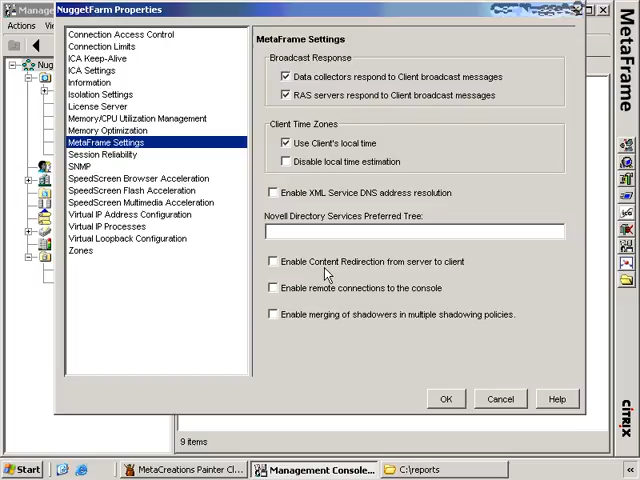 Manag
NuggetFarm Properties
Actions
Nug
Connection Access Control
Connection Limits
ICA Keep-Alive
ICA Settings
Information
Isolation Settings
License Server
Memory/CPU Utilization Management
Memory Optimization
MetaFrame Settings
Session Reliability
SNMP
SpeedScreen Browser Acceleration
SpeedScreen Flash Acceleration
SpeedScreen Multimedia Acceleration
Virtual IP Address Configuration
Virtual IP Processes
Virtual Loopback Configuration
Zones
MetaFrame Settings
Broadcast Response
Data collectors respond to Client broadcast messages
RAS servers respond to Client broadcast messages
Client Time Zones
Use Client's local time
Disable local time estimation
Enable XML Service DNS address resolution
Novell Directory Services Preferred Tree:
Enable Content Redirection from server to client
Enable remote connections to the console
Enable merging of shadowers in multiple shadowing policies.
OK
Cancel
Help
MetaFrame
CITRIX
9 items
Start
MetaCreations Painter Cl...
Management Console...
C:\reports